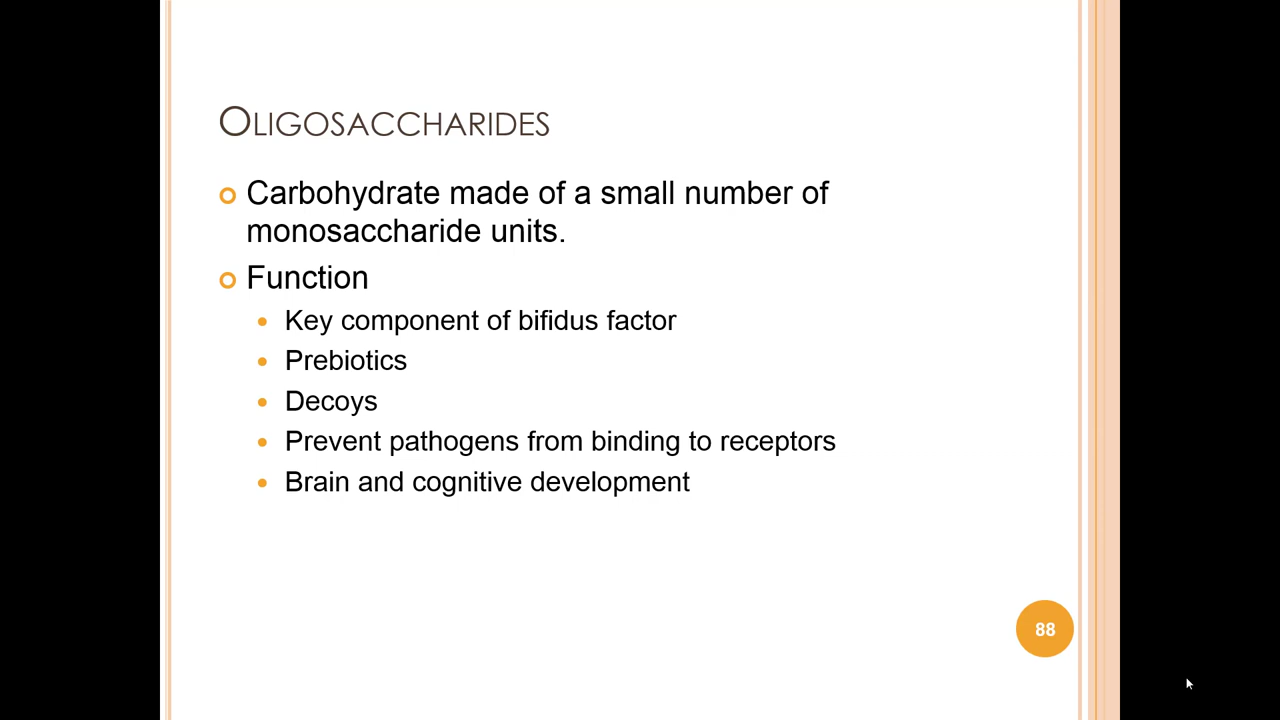 Oligosaccharides
Carbohydrate made of a small number of
monosaccharide units.
Function
Key component of bifidus factor
Prebiotics
Decoys
Prevent pathogens from binding to receptors
Brain and cognitive development
88